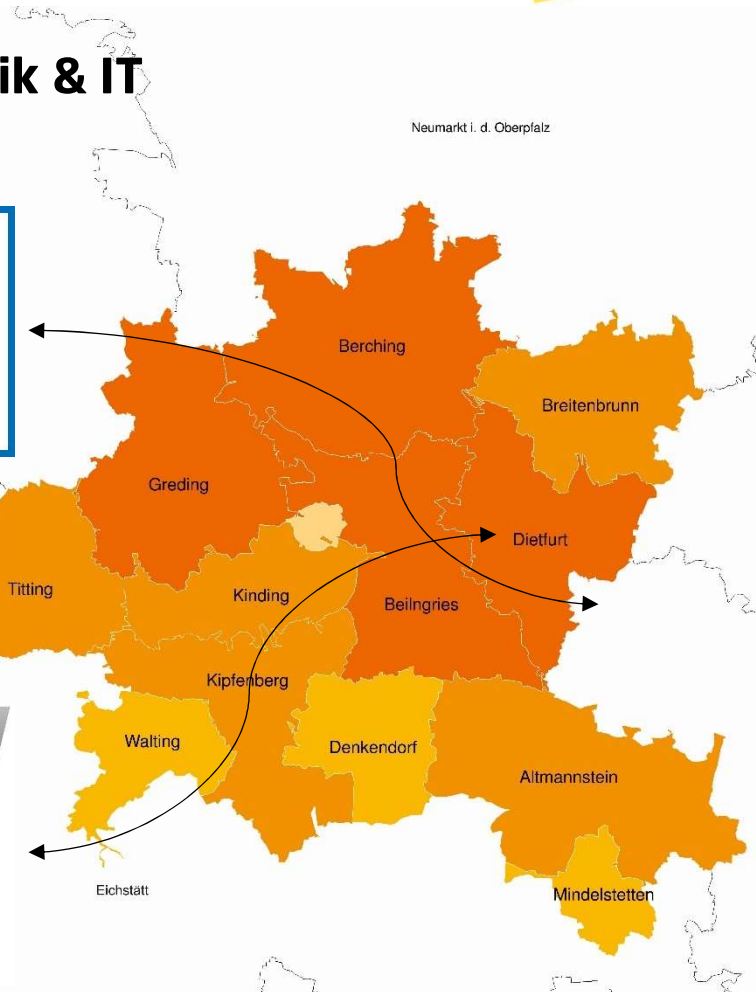 ik & IT
Neumarkt i. d. Oberpfalz
Berching
Breitenbrunn
Greding
Dietfurt
Titting
Kinding
Beilngries
Kipfenberg
Walting
Denkendorf
Altmannstein
Eichstätt
Mindelstetten